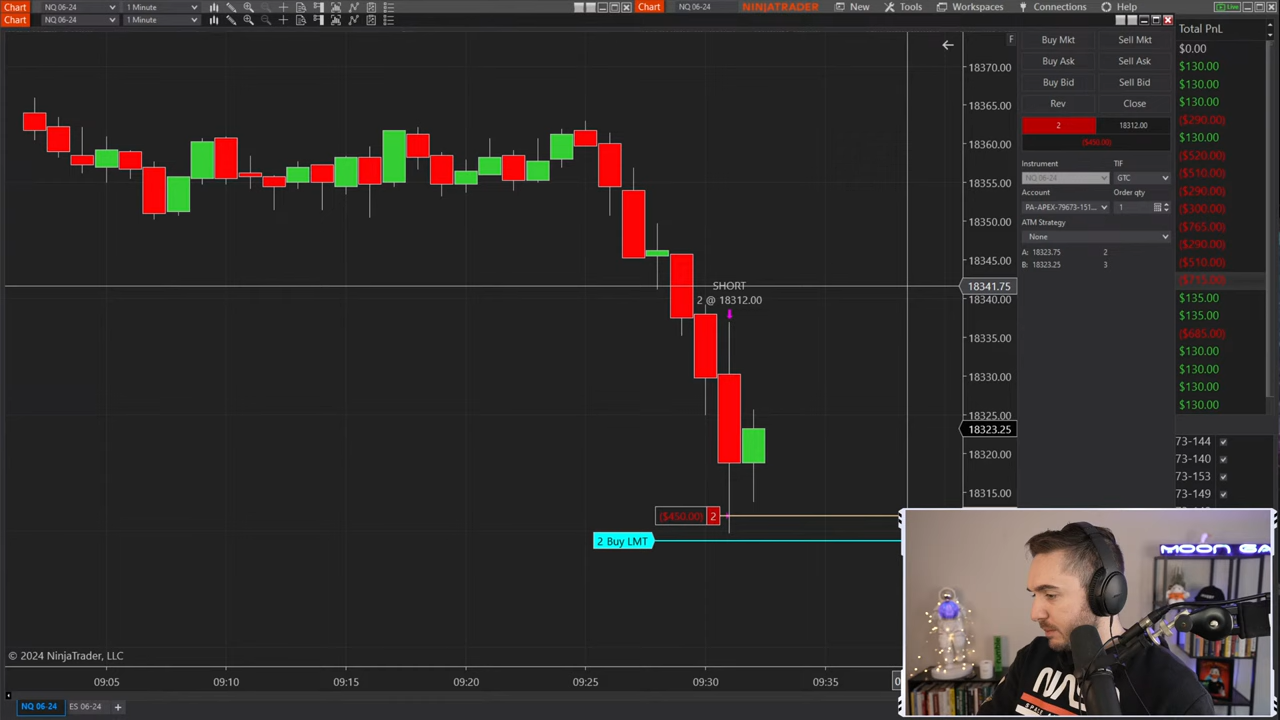 Chart NQ 06-24 1 Minute Chart NQ 06-24 NINJATRADER New Tools Workspaces Connections Help Live
Chart NQ 06-24 1 Minute
F
18370.00
18365.00
18360.00
18355.00
18350.00
18345.00
18341.75
18340.00
18335.00
18330.00
18325.00
18323.25
18320.00
18315.00
SHORT
2 @ 18312.00
($450.00) 2
2 Buy LMT
© 2024 NinjaTrader, LLC
09:05 09:10 09:15 09:20 09:25 09:30 09:35
NQ 06-24 ES 06-24 +
Buy Mkt Sell Mkt
Buy Ask Sell Ask
Buy Bid Sell Bid
Rev Close
2 18312.00
($450.00)
Instrument TIF
NQ 06-24 GTC
Account Order qty
PA-APEX-79673-151... 1
ATM Strategy
None
A: 18323.75 2
B: 18323.25 3
Total PnL
$0.00
$130.00
$130.00
$130.00
($290.00)
$130.00
($520.00)
($510.00)
($290.00)
($300.00)
($765.00)
($290.00)
($510.00)
($715.00)
$135.00
$135.00
($685.00)
$130.00
$130.00
$130.00
$130.00
73-144
73-140
73-153
73-149
MOON GA